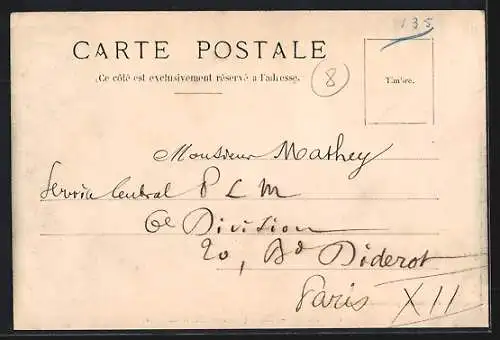 135
CARTE POSTALE
Ce côté est exclusivement réservé a l'adresse.
8
Timbre.
Monsieur Mathey
Service Central P L M
6e Division
20, Bd Diderot
Paris XII